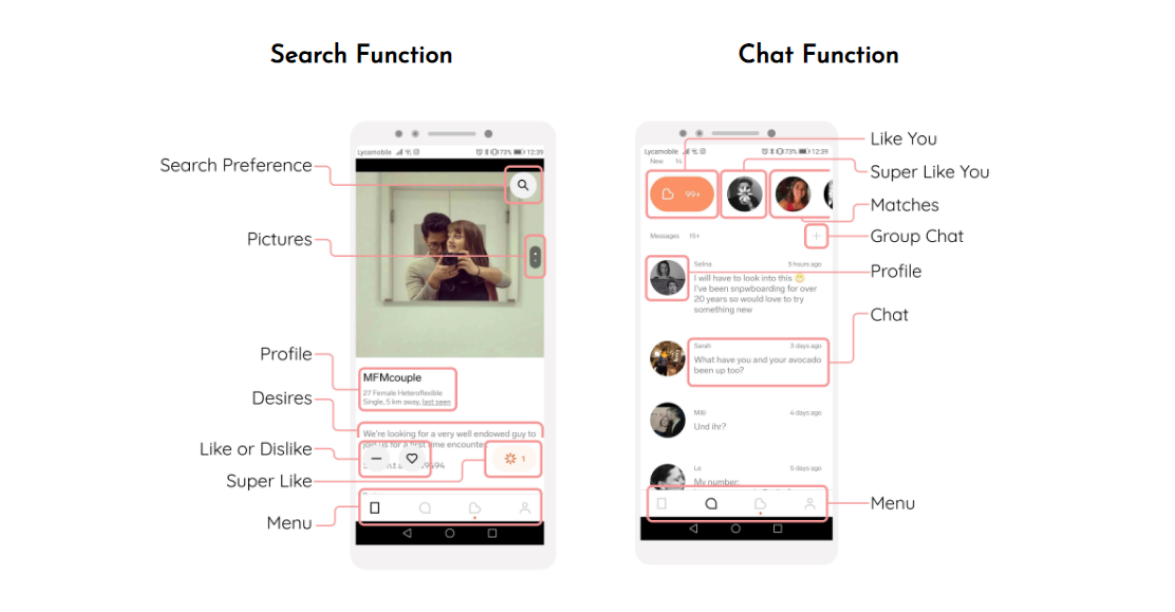 Search Function
Chat Function
Search Preference
Pictures
Profile
Desires
Like or Dislike
Super Like
Menu
Lycamobile
73% 12:39
MFMcouple
27 Female Heteroflexible
Single, 5 km away, last seen
We're looking for a very well endowed guy to
join us for a first time encounter
1
Lycamobile
73% 12:39
New
99+
Messages 15+
Selina 5 hours ago
I will have to look into this 😁
I've been snpwboarding for over
20 years so would love to try
something new
Sarah 3 days ago
What have you and your avocado
been up too?
4 days ago
Und ihr?
5 days ago
My number:
Like You
Super Like You
Matches
Group Chat
Profile
Chat
Menu